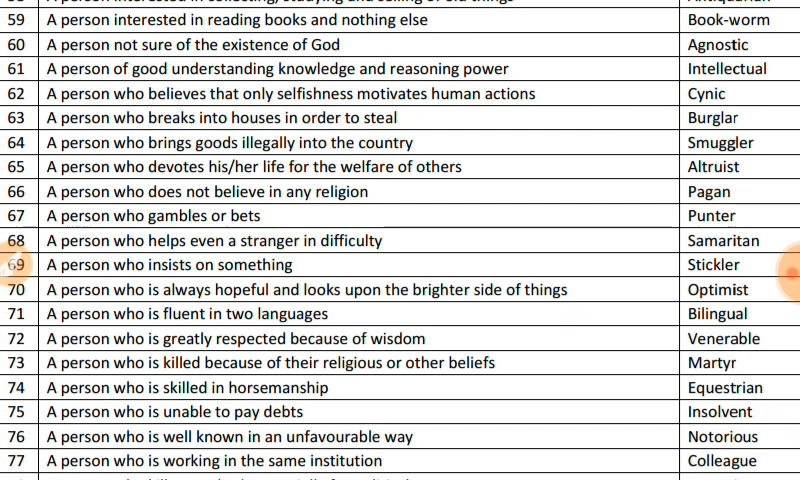 59 A person interested in reading books and nothing else Book-worm
60 A person not sure of the existence of God Agnostic
61 A person of good understanding knowledge and reasoning power Intellectual
62 A person who believes that only selfishness motivates human actions Cynic
63 A person who breaks into houses in order to steal Burglar
64 A person who brings goods illegally into the country Smuggler
65 A person who devotes his/her life for the welfare of others Altruist
66 A person who does not believe in any religion Pagan
67 A person who gambles or bets Punter
68 A person who helps even a stranger in difficulty Samaritan
69 A person who insists on something Stickler
70 A person who is always hopeful and looks upon the brighter side of things Optimist
71 A person who is fluent in two languages Bilingual
72 A person who is greatly respected because of wisdom Venerable
73 A person who is killed because of their religious or other beliefs Martyr
74 A person who is skilled in horsemanship Equestrian
75 A person who is unable to pay debts Insolvent
76 A person who is well known in an unfavourable way Notorious
77 A person who is working in the same institution Colleague